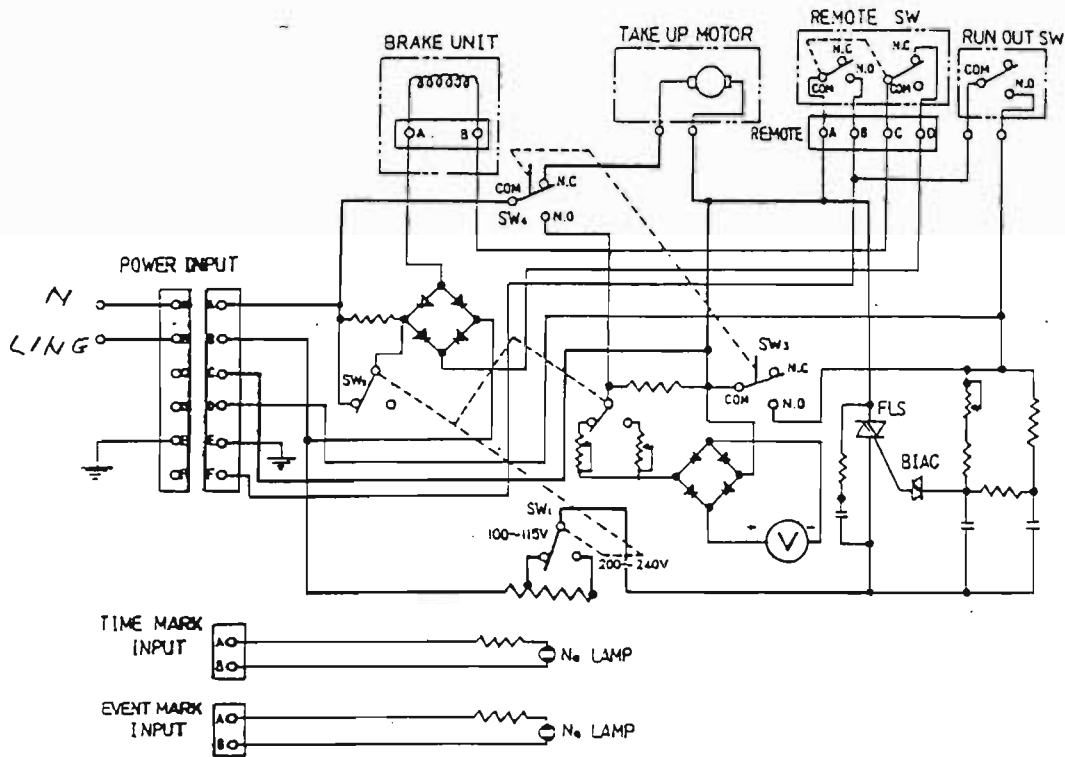 REMOTE SW
BRAKE UNIT
TAKE UP MOTOR
RUN OUT SW
N.C
N.O
COM
N.C
COM
COM
N.O
A B
REMOTE A B C D
COM
N.C
SW₄
N.O
POWER INPUT
N
LING
A
B
C
D
E
F
SW₃
N.C
COM
N.O
FLS
BIAC
SW₁
100~115V
200~240V
+ V -
TIME MARK
INPUT
A
B
Ne LAMP
EVENT MARK
INPUT
A
B
Ne LAMP